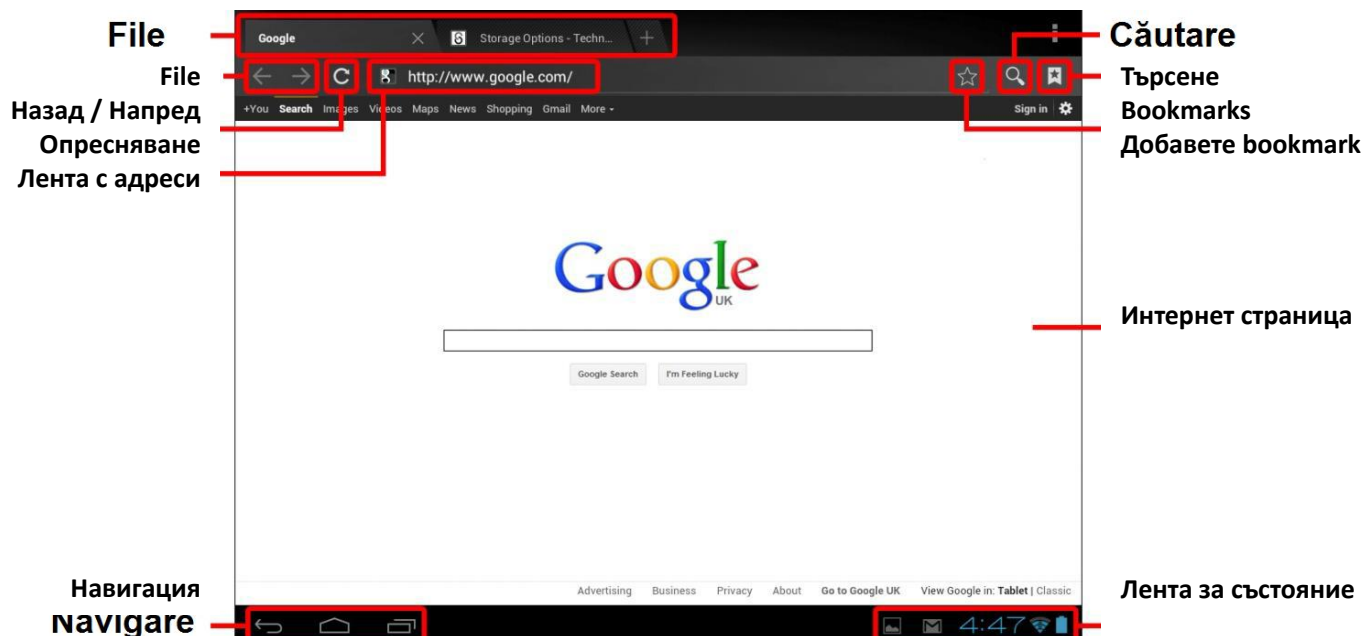 File
File
Назад / Напред
Опресняване
Лента с адреси
Google Storage Options - Techn...
http://www.google.com/
+You Search Images Videos Maps News Shopping Gmail More Sign in
Căutare
Търсене
Bookmarks
Добавете bookmark
Google
UK
Google Search I'm Feeling Lucky
Интернет страница
Advertising Business Privacy About Go to Google UK View Google in: Tablet | Classic
Навигация
Navigare
4:47
Лента за състояние